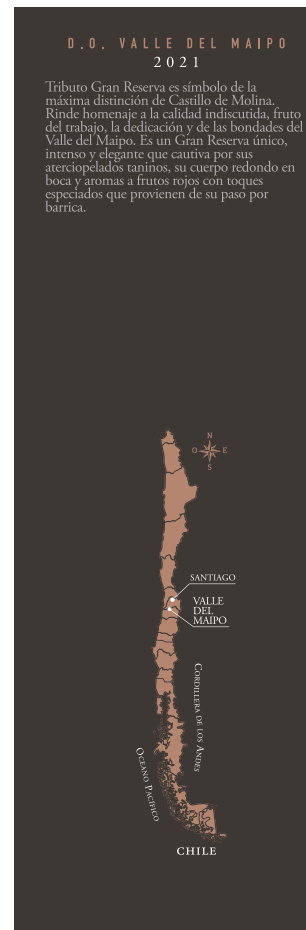 D.O. VALLE DEL MAIPO
2021
Tributo Gran Reserva es símbolo de la
máxima distinción de Castillo de Molina.
Rinde homenaje a la calidad indiscutida, fruto
del trabajo, la dedicación y de las bondades del
Valle del Maipo. Es un Gran Reserva único,
intenso y elegante que cautiva por sus
aterciopelados taninos, su cuerpo redondo en
boca y aromas a frutos rojos con toques
especiados que provienen de su paso por
barrica.
N
O E
S
SANTIAGO
VALLE
DEL
MAIPO
CORDILLERA DE LOS ANDES
OCEANO PACÍFICO
CHILE